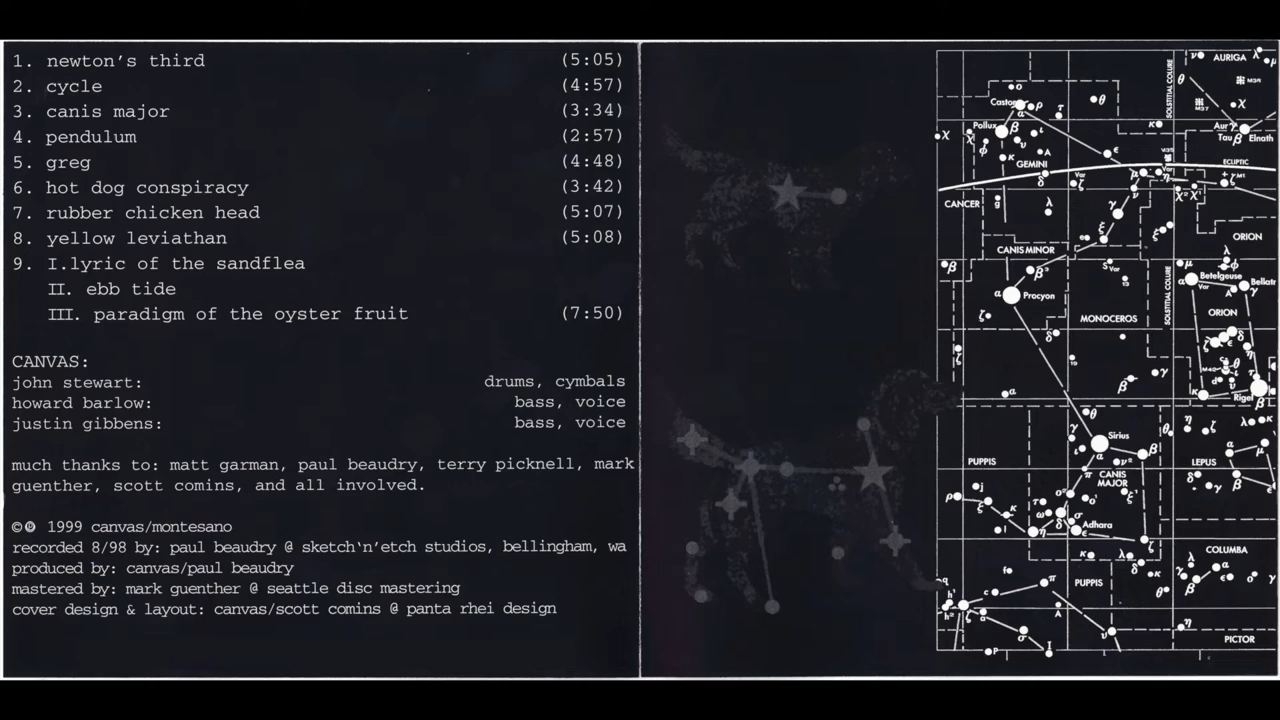 1. newton's third (5:05)
2. cycle (4:57)
3. canis major (3:34)
4. pendulum (2:57)
5. greg (4:48)
6. hot dog conspiracy (3:42)
7. rubber chicken head (5:07)
8. yellow leviathan (5:08)
9. I.lyric of the sandflea
II. ebb tide
III. paradigm of the oyster fruit (7:50)
CANVAS:
john stewart: drums, cymbals
howard barlow: bass, voice
justin gibbens: bass, voice
much thanks to: matt garman, paul beaudry, terry picknell, mark
guenther, scott comins, and all involved.
©℗ 1999 canvas/montesano
recorded 8/98 by: paul beaudry @ sketch'n'etch studios, bellingham, wa
produced by: canvas/paul beaudry
mastered by: mark guenther @ seattle disc mastering
cover design & layout: canvas/scott comins @ panta rhei design
AURIGA
SOLSTITIAL COLURE
Castor
Pollux
Elnath
GEMINI
ECLIPTIC
CANCER
ORION
CANIS MINOR
Betelgeuse
Bellatr
Procyon
SOLSTITIAL COLURE
MONOCEROS
ORION
Rigel
Sirius
PUPPIS
CANIS
MAJOR
LEPUS
Adhara
COLUMBA
PUPPIS
PICTOR